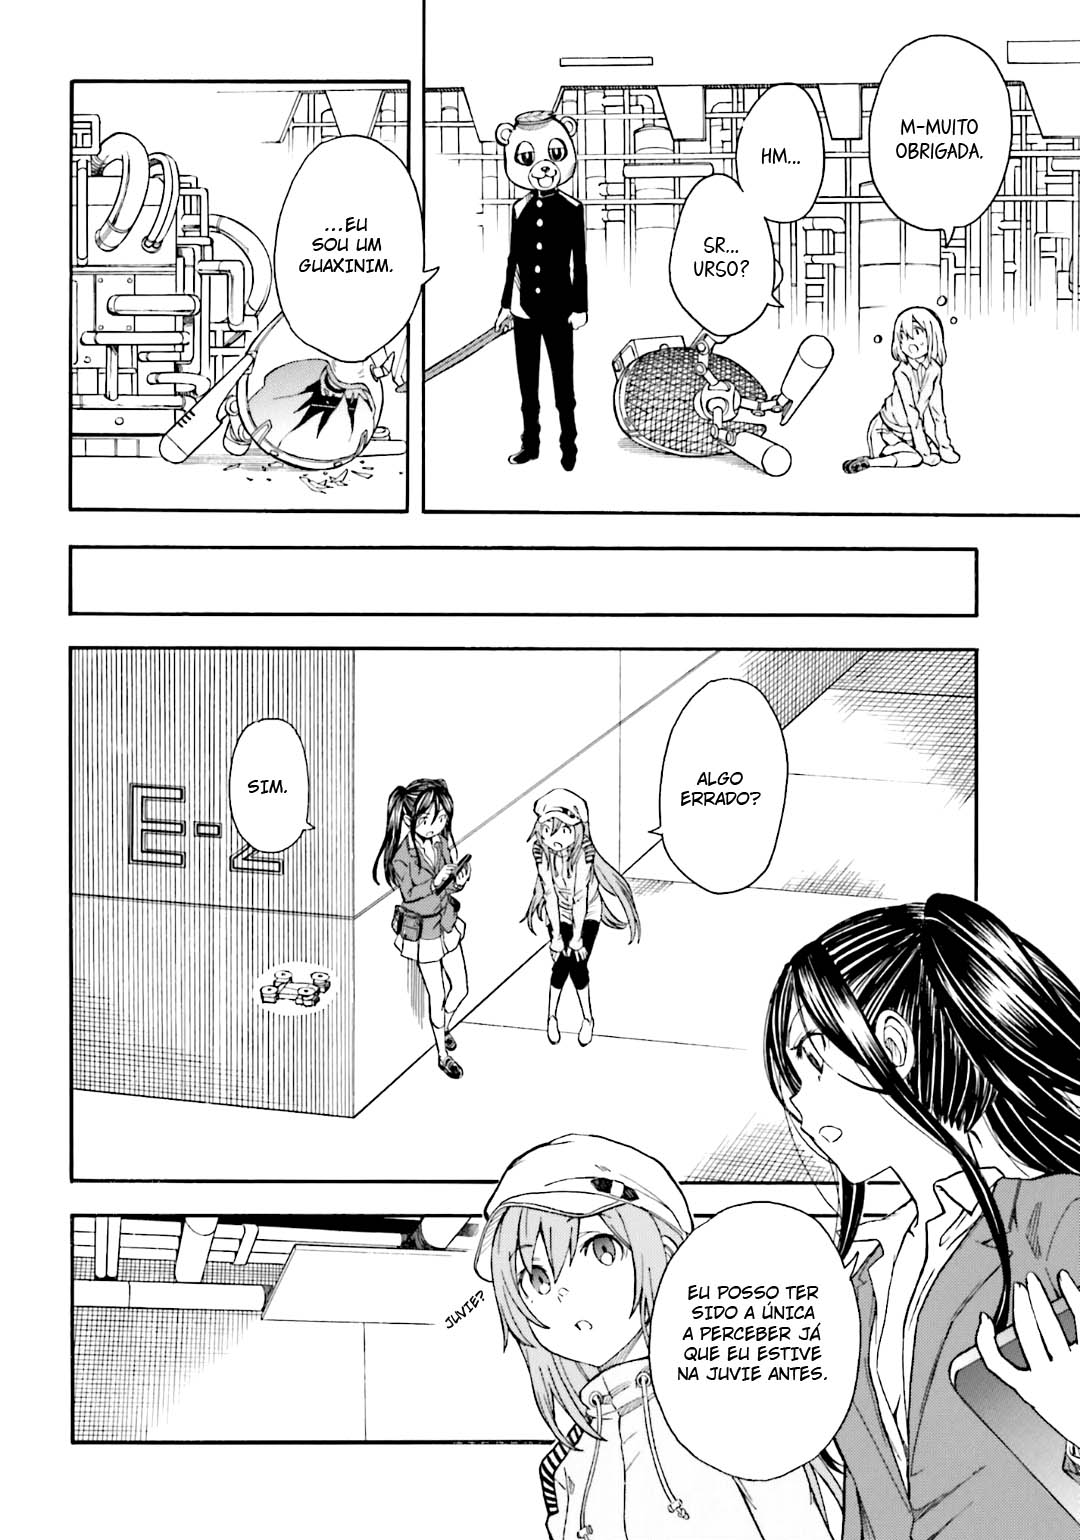 M-MUITO
OBRIGADA.
HM...
SR...
URSO?
...EU
SOU UM
GUAXINIM.
ALGO
ERRADO?
SIM.
E-2
EU POSSO TER
SIDO A ÚNICA
A PERCEBER JÁ
QUE EU ESTIVE
NA JUVIE ANTES.
JUVIE?